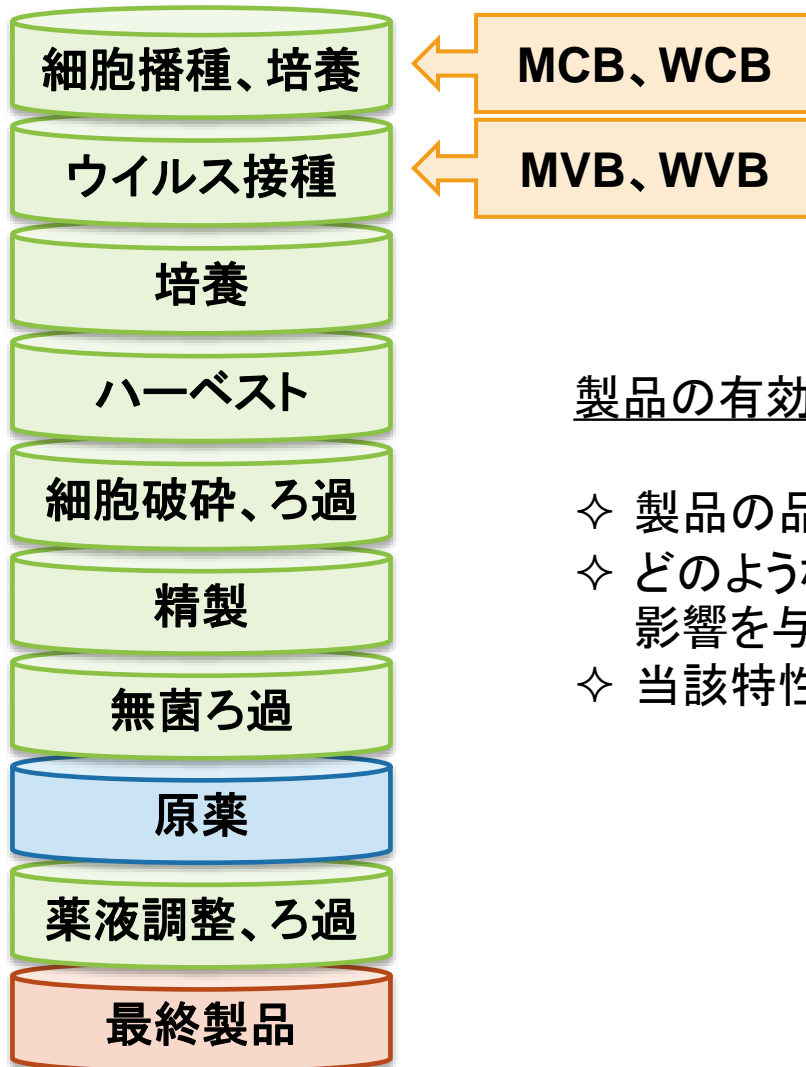 細胞播種、培養
MCB、WCB
ウイルス接種
MVB、WVB
培養
ハーベスト
細胞破砕、ろ過
精製
無菌ろ過
原薬
薬液調整、ろ過
最終製品
製品の有効
✧ 製品の品
✧ どのような
影響を与
✧ 当該特性